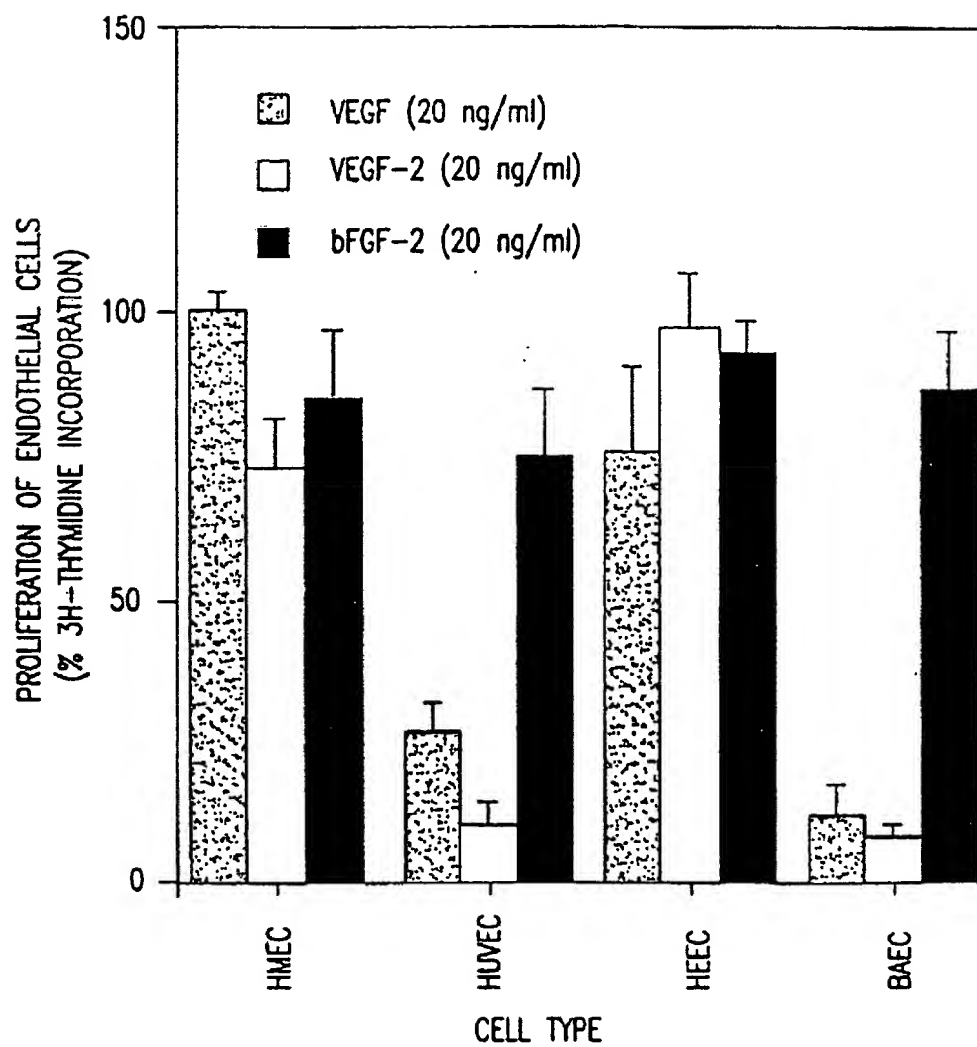 150
VEGF (20 ng/ml)
VEGF-2 (20 ng/ml)
bFGF-2 (20 ng/ml)
PROLIFERATION OF ENDOTHELIAL CELLS
(% 3H-THYMIDINE INCORPORATION)
100
50
0
HMEC
HUVEC
HEEC
BAEC
CELL TYPE